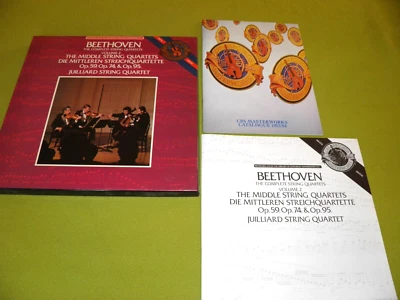 BEETHOVEN
THE COMPLETE STRING QUARTETS
VOLUME 2
THE MIDDLE STRING QUARTETS
DIE MITTLEREN STREICHQUARTETTE
Op.59, Op.74, & Op.95.
JUILLIARD STRING QUARTET
CBS MASTERWORKS
BEETHOVEN
THE COMPLETE STRING QUARTETS
VOLUME 2
THE MIDDLE STRING QUARTETS
DIE MITTLEREN STREICHQUARTETTE
Op.59, Op.74, & Op.95.
JUILLIARD STRING QUARTET